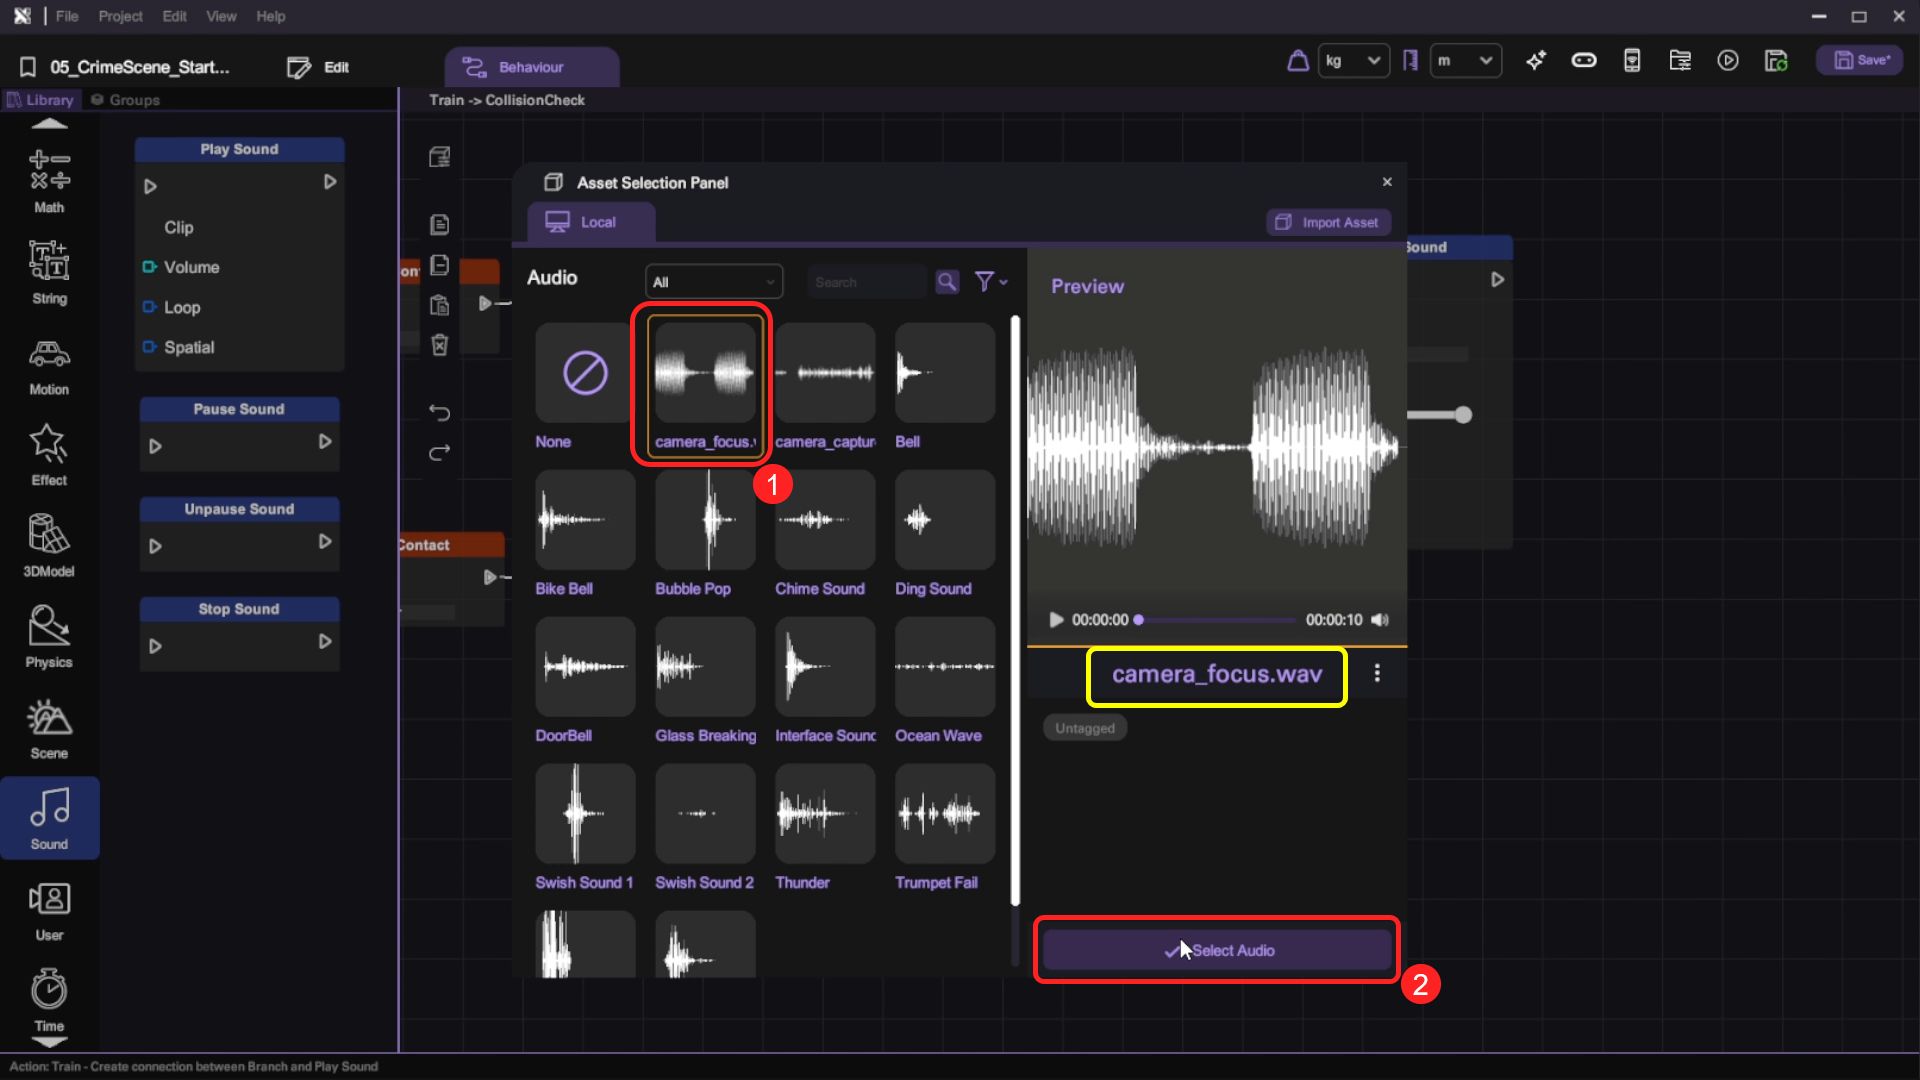 File Project Edit View Help
05_CrimeScene_Start... Edit Behaviour kg m Save*
Library Groups Train -> CollisionCheck
Math
String
Motion
Effect
3DModel
Physics
Scene
Sound
User
Time
Play Sound
Clip
Volume
Loop
Spatial
Pause Sound
Unpause Sound
Stop Sound
Contact
Sound
Asset Selection Panel
Local Import Asset
Audio All Search
None camera_focus. camera_captur Bell
1
Bike Bell Bubble Pop Chime Sound Ding Sound
DoorBell Glass Breaking Interface Sound Ocean Wave
Swish Sound 1 Swish Sound 2 Thunder Trumpet Fail
Preview
00:00:00 00:00:10
camera_focus.wav
Untagged
Select Audio
2
Action: Train - Create connection between Branch and Play Sound